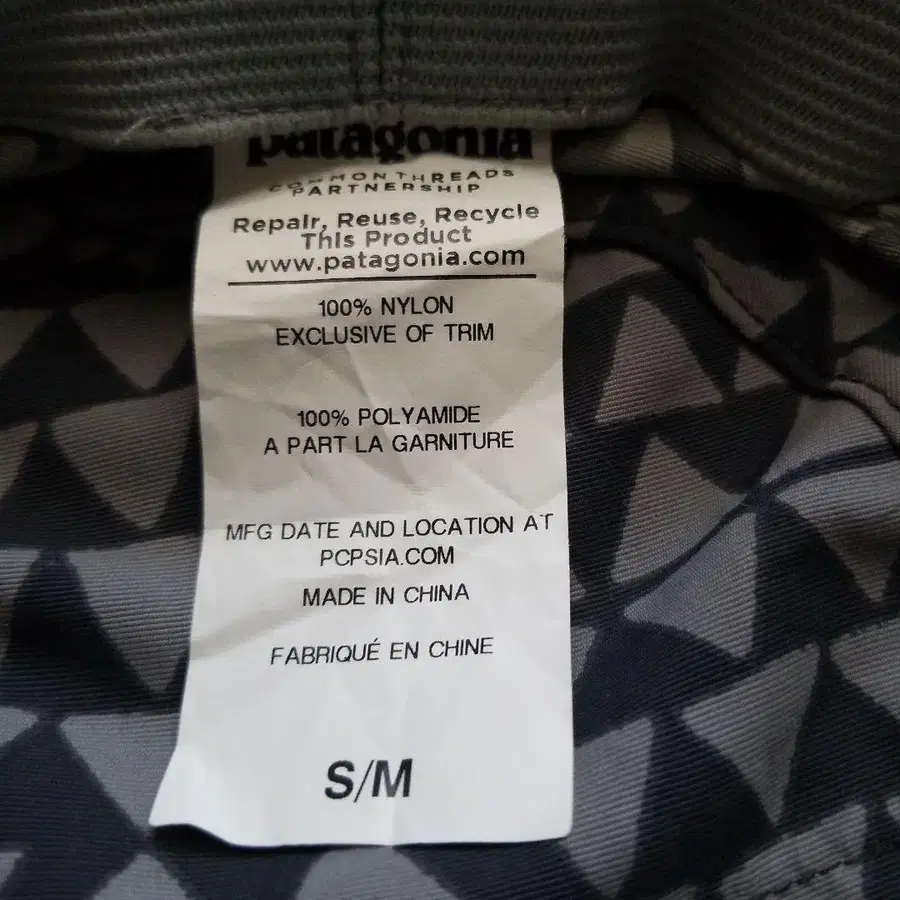 patagonia
COMMON THREADS
PARTNERSHIP
Repair, Reuse, Recycle
This Product
www.patagonia.com
100% NYLON
EXCLUSIVE OF TRIM
100% POLYAMIDE
A PART LA GARNITURE
MFG DATE AND LOCATION AT
PCPSIA.COM
MADE IN CHINA
FABRIQUÉ EN CHINE
S/M